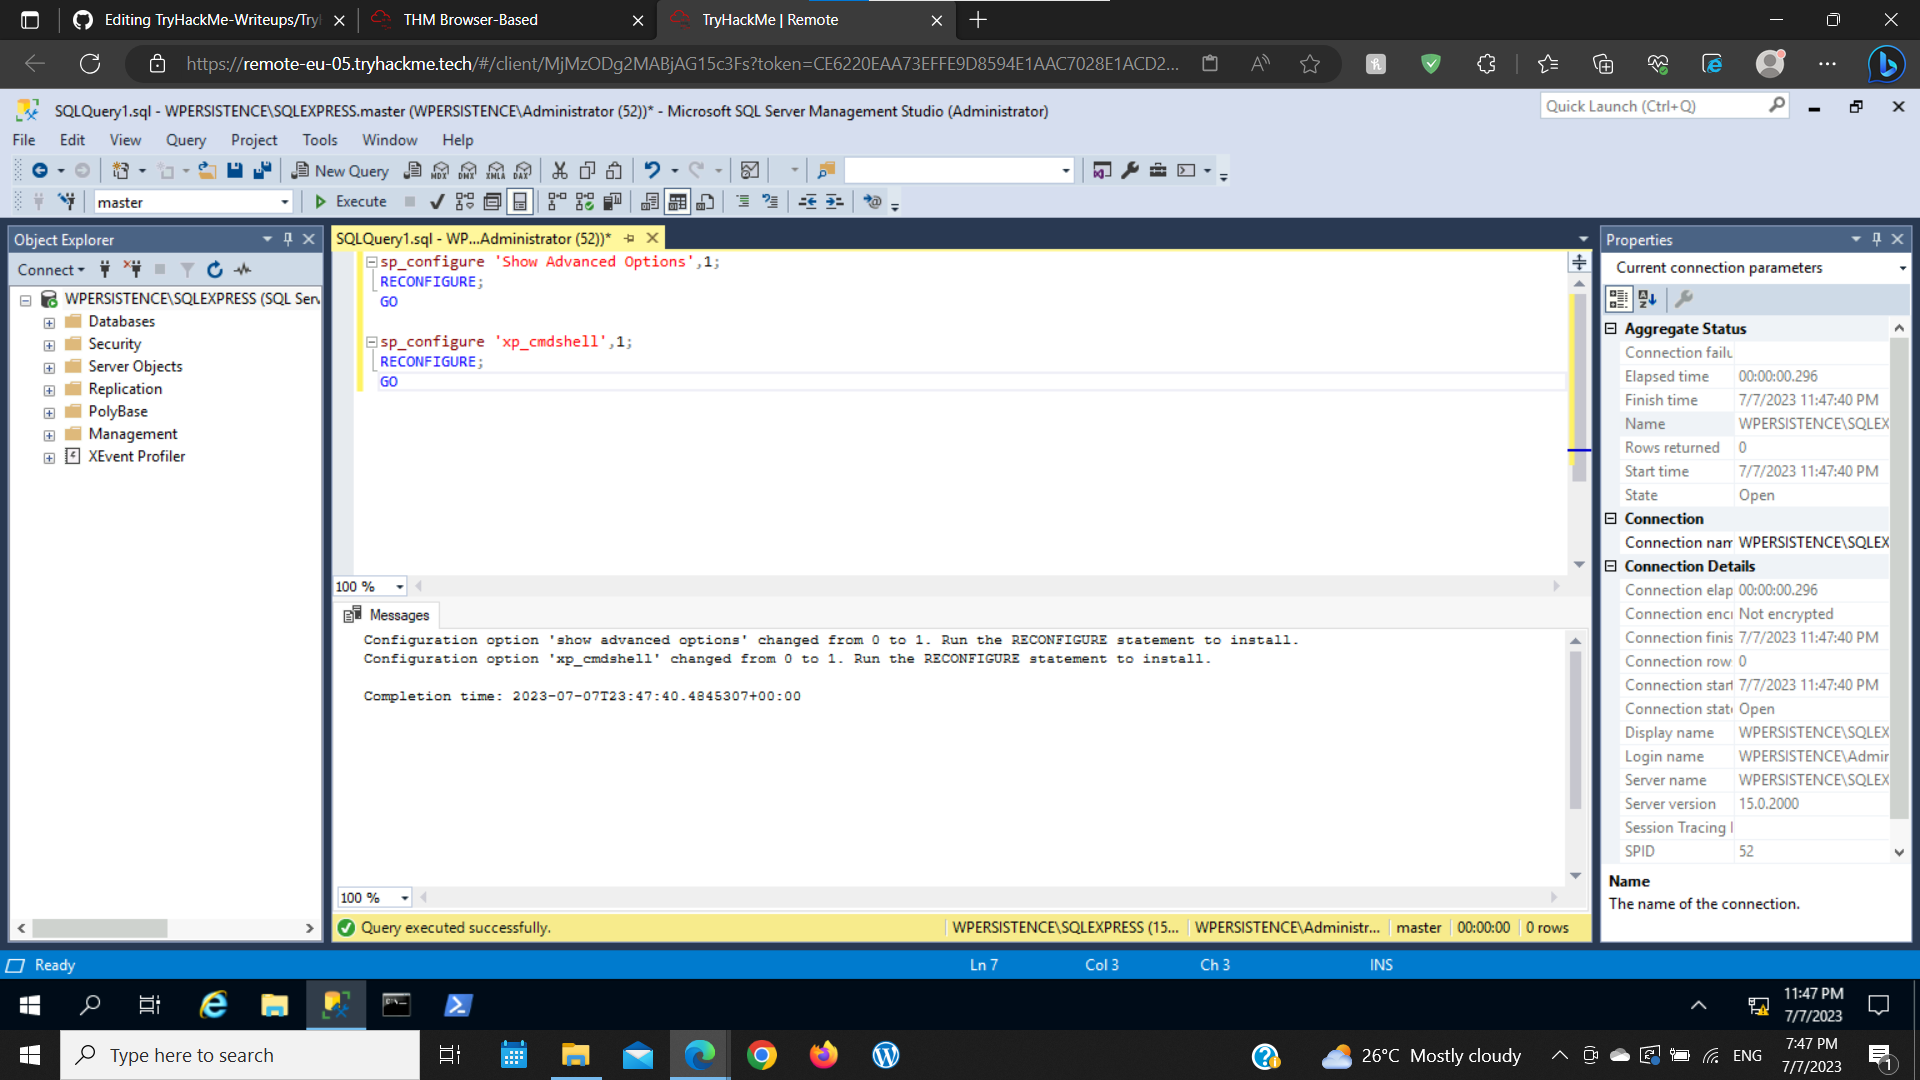 Editing TryHackMe-Writeups/Try
THM Browser-Based
TryHackMe | Remote
https://remote-eu-05.tryhackme.tech/#/client/MjMzODg2MABjAG15c3Fs?token=CE6220EAA73EFFE9D8594E1AAC7028E1ACD2...
SQLQuery1.sql - WPERSISTENCE\SQLEXPRESS.master (WPERSISTENCE\Administrator (52))* - Microsoft SQL Server Management Studio (Administrator)
Quick Launch (Ctrl+Q)
File Edit View Query Project Tools Window Help
New Query MDX DMX XMLA DAX
master Execute
Object Explorer
SQLQuery1.sql - WP...Administrator (52))*
Properties
Connect
Current connection parameters
WPERSISTENCE\SQLEXPRESS (SQL Serv
Databases
Security
Server Objects
Replication
PolyBase
Management
XEvent Profiler
sp_configure 'Show Advanced Options',1;
RECONFIGURE;
GO
sp_configure 'xp_cmdshell',1;
RECONFIGURE;
GO
100 %
Messages
Configuration option 'show advanced options' changed from 0 to 1. Run the RECONFIGURE statement to install.
Configuration option 'xp_cmdshell' changed from 0 to 1. Run the RECONFIGURE statement to install.
Completion time: 2023-07-07T23:47:40.4845307+00:00
100 %
Query executed successfully.
WPERSISTENCE\SQLEXPRESS (15... WPERSISTENCE\Administr... master 00:00:00 0 rows
Aggregate Status
Connection failu
Elapsed time 00:00:00.296
Finish time 7/7/2023 11:47:40 PM
Name WPERSISTENCE\SQLEX
Rows returned 0
Start time 7/7/2023 11:47:40 PM
State Open
Connection
Connection nam WPERSISTENCE\SQLEX
Connection Details
Connection elap 00:00:00.296
Connection encr Not encrypted
Connection finis 7/7/2023 11:47:40 PM
Connection row 0
Connection start 7/7/2023 11:47:40 PM
Connection stat Open
Display name WPERSISTENCE\SQLEX
Login name WPERSISTENCE\Admir
Server name WPERSISTENCE\SQLEX
Server version 15.0.2000
Session Tracing I
SPID 52
Name
The name of the connection.
Ready Ln 7 Col 3 Ch 3 INS
11:47 PM
7/7/2023
Type here to search
26°C Mostly cloudy
ENG
7:47 PM
7/7/2023
1